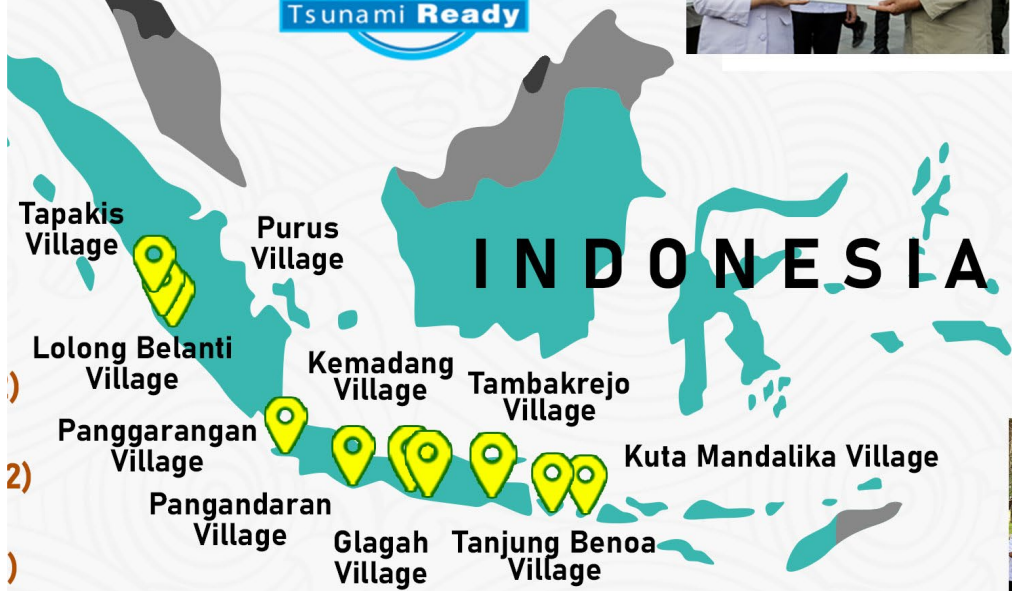 Tsunami Ready
Tapakis
Village
Purus
Village
INDONESIA
Lolong Belanti
Village
Kemadang
Village
Tambakrejo
Village
Panggarangan
Village
Kuta Mandalika Village
Pangandaran
Village
Glagah
Village
Tanjung Benoa
Village
)
2)
)